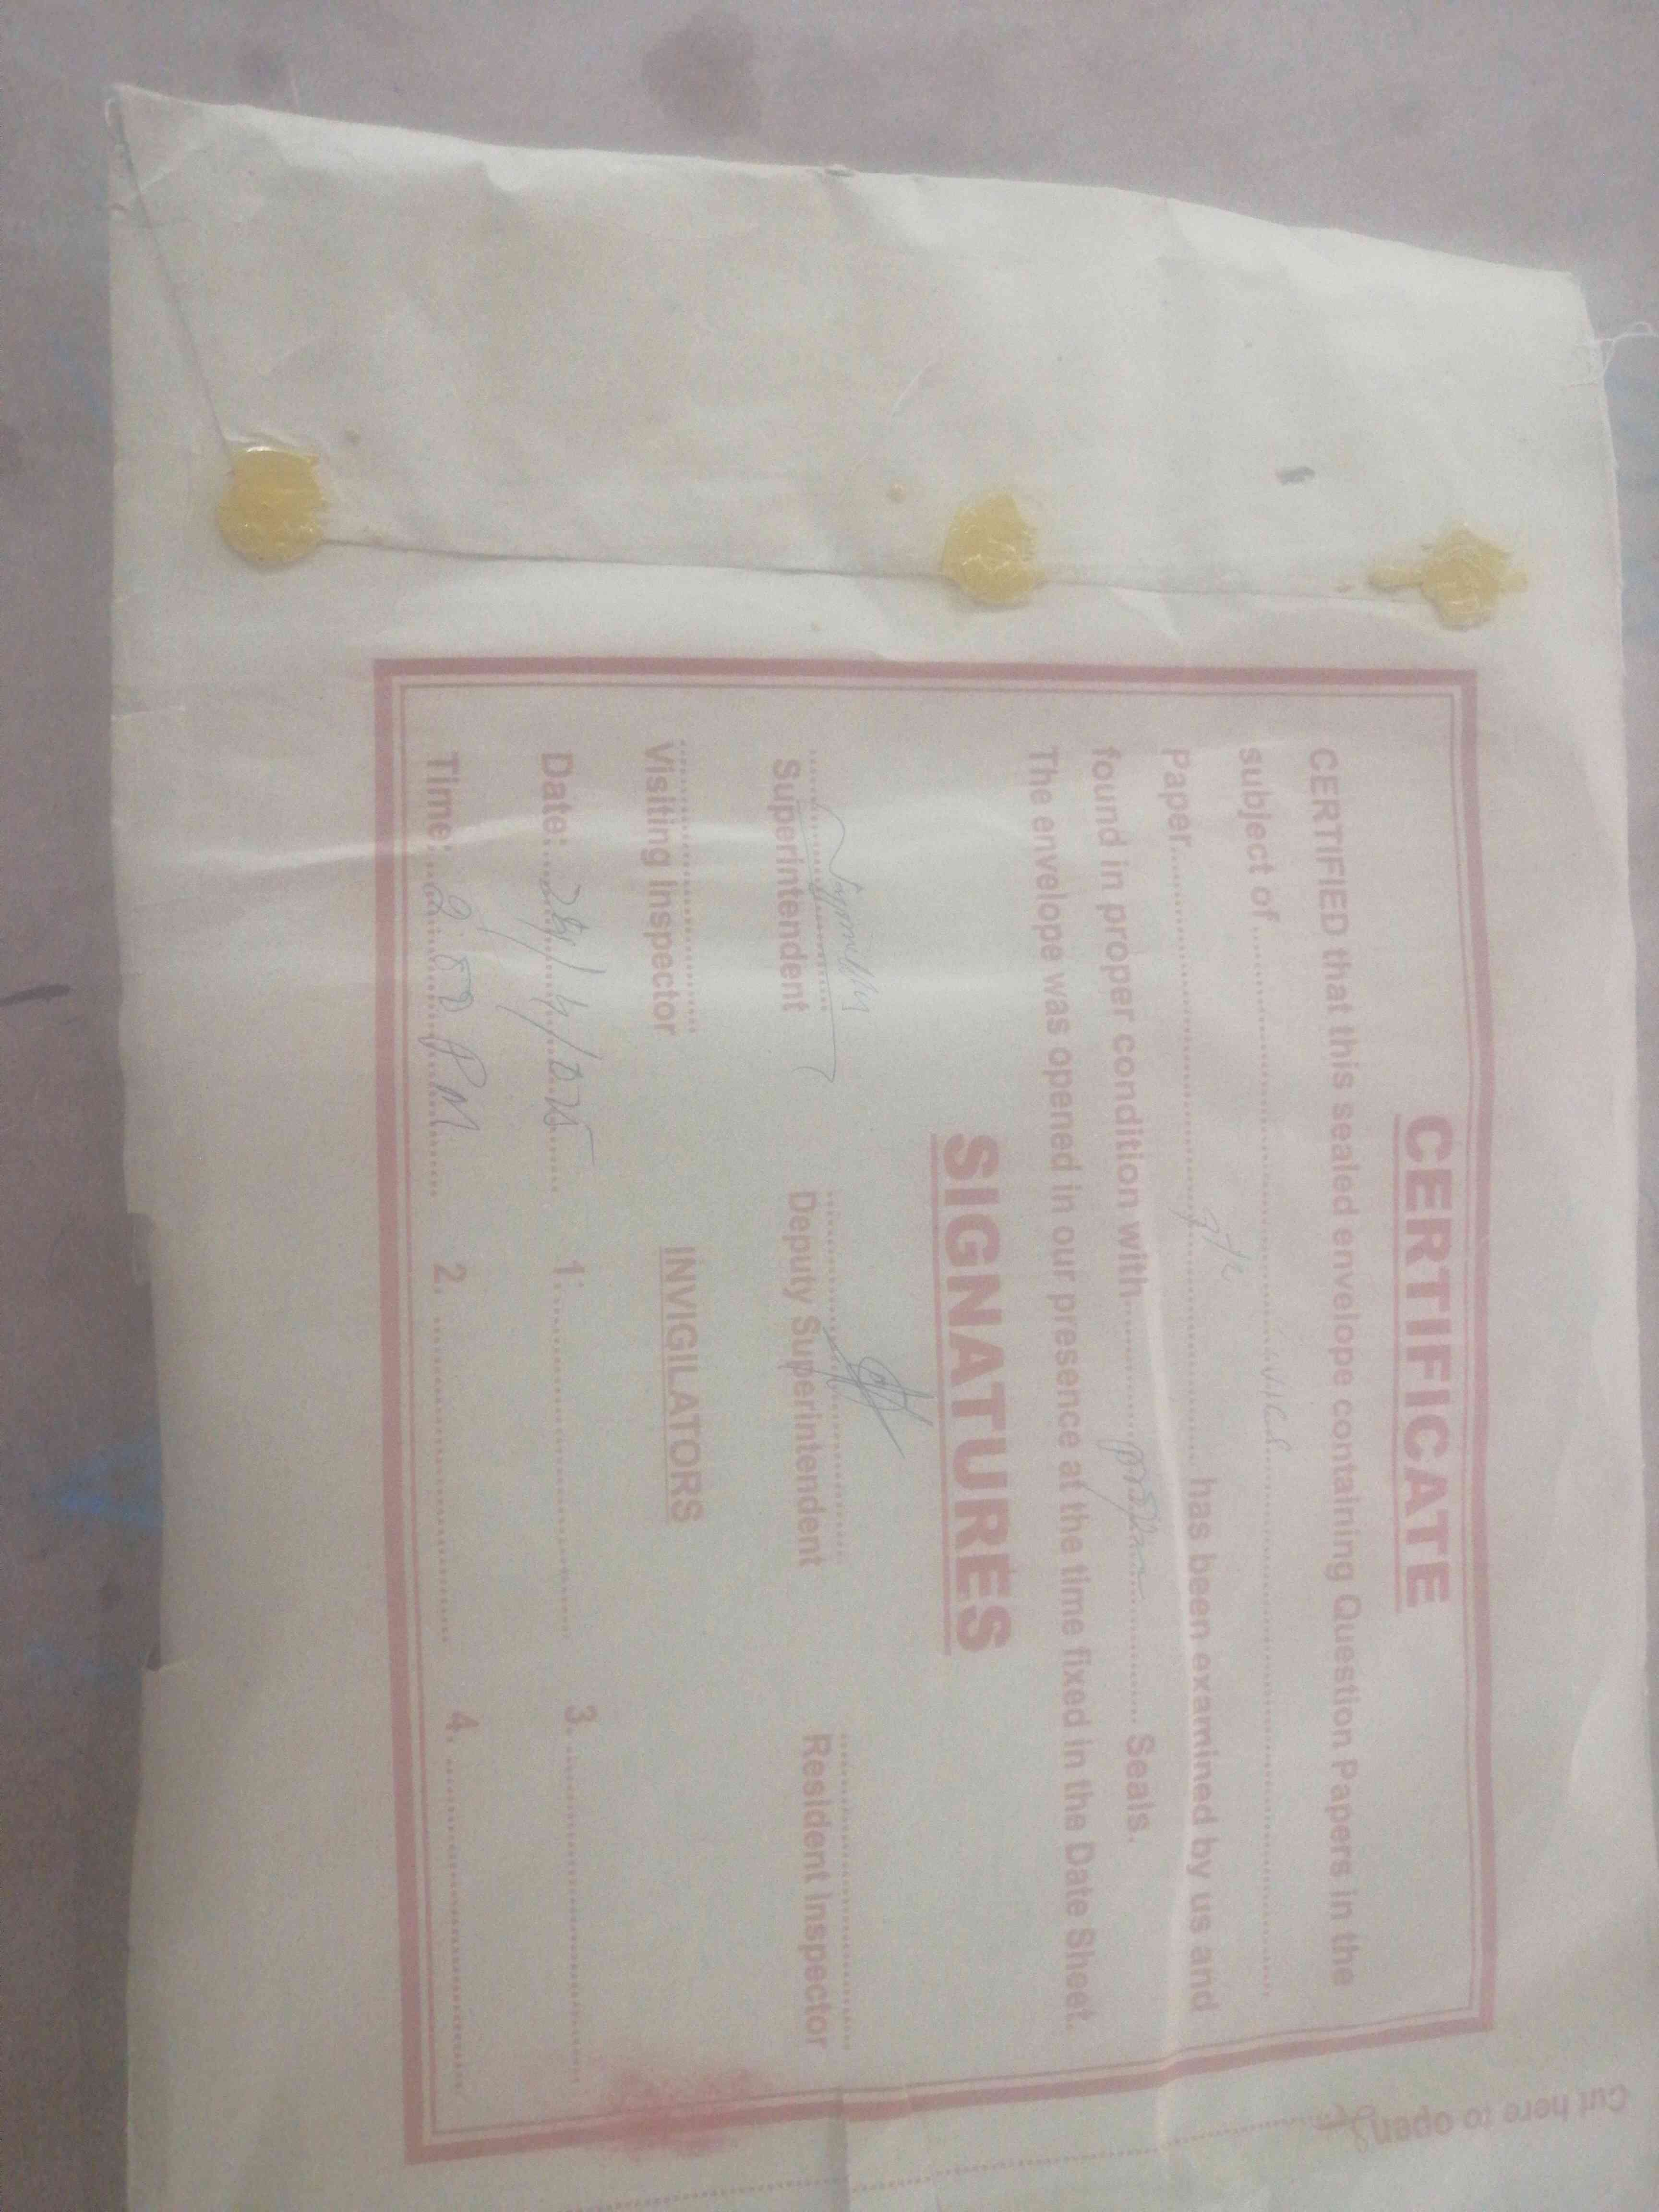 CERTIFICATE
CERTIFIED that this sealed envelope containing Question Papers in the
subject of ........ Civics ........
Paper ........ 9th ........ has been examined by us and
found in proper condition with ........ Seals.
The envelope was opened in our presence at the time fixed in the Date Sheet.
SIGNATURES
Superintendent Deputy Superintendent Resident Inspector
Visiting Inspector INVIGILATORS
Date: ........ 1: ........ 3. ........
Time: ........ P.M ........ 2. ........ 4. ........
Cut here to open